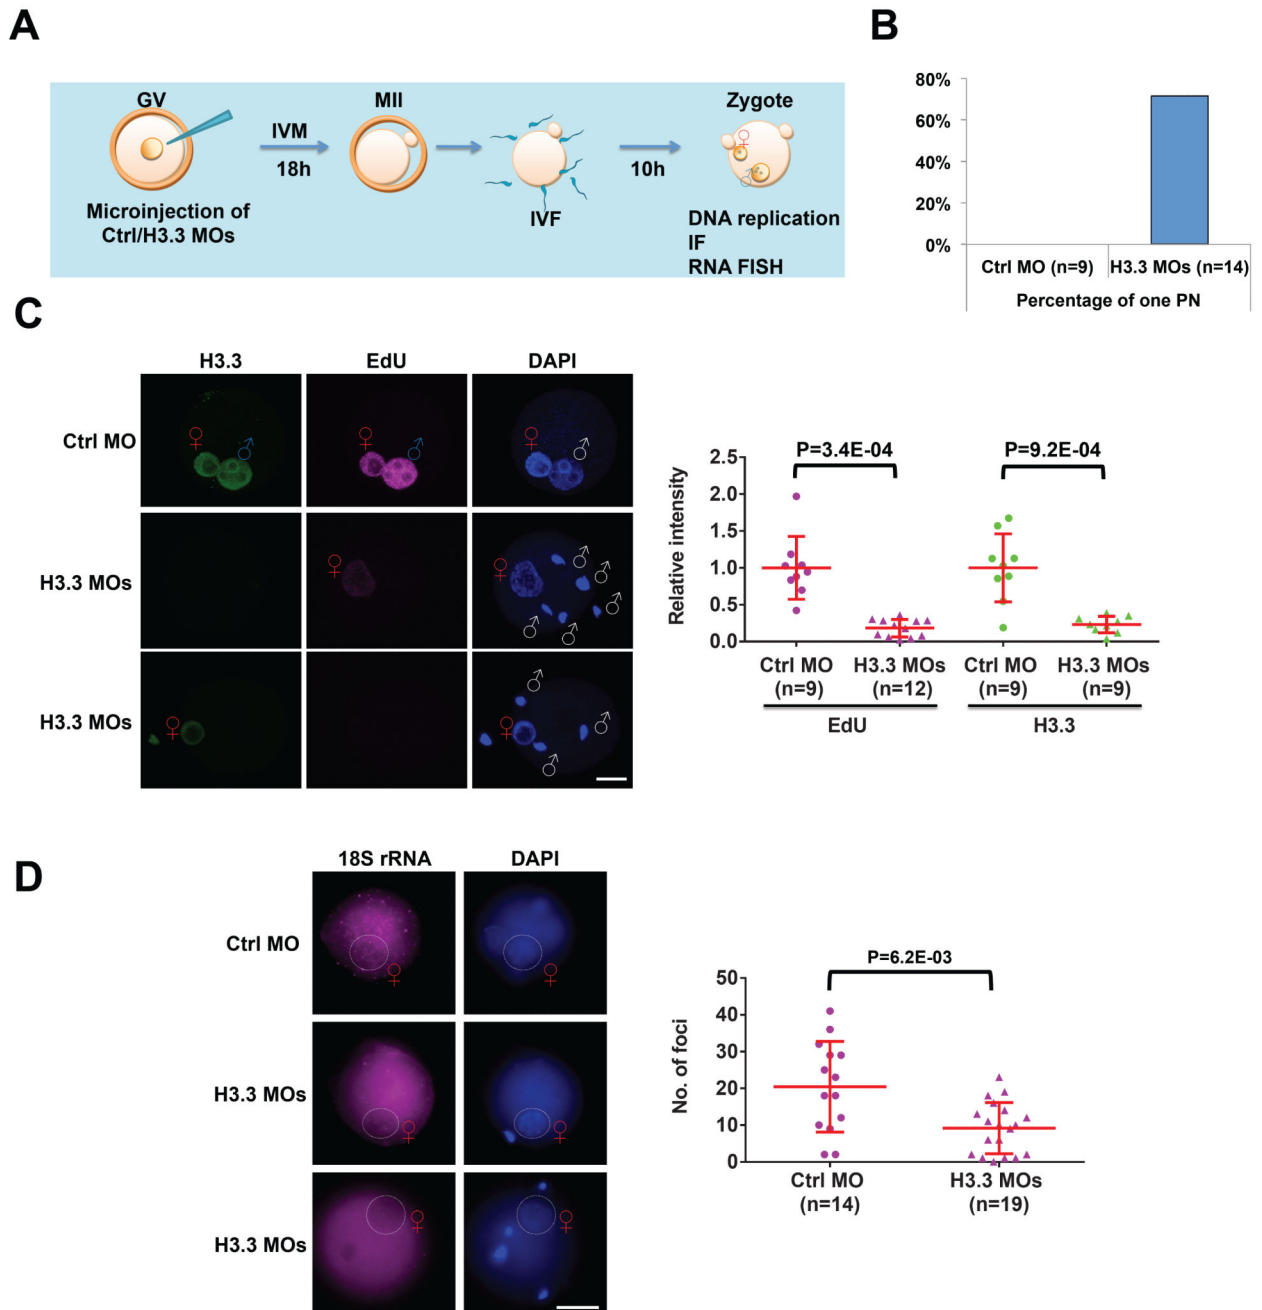 A
GV
IVM
18h
MII
IVF
10h
Zygote
Microinjection of
Ctrl/H3.3 MOs
DNA replication
IF
RNA FISH
B
80%
60%
40%
20%
0%
Ctrl MO (n=9)
H3.3 MOs (n=14)
Percentage of one PN
C
H3.3
EdU
DAPI
Ctrl MO
♀
♂
♀
♂
♀
♂
H3.3 MOs
♀
♀
♂
♂
♂
♂
♂
H3.3 MOs
♀
♀
♂
♂
♂
Relative intensity
2.5
2.0
1.5
1.0
0.5
0.0
P=3.4E-04
P=9.2E-04
Ctrl MO
(n=9)
H3.3 MOs
(n=12)
Ctrl MO
(n=9)
H3.3 MOs
(n=9)
EdU
H3.3
D
18S rRNA
DAPI
Ctrl MO
♀
♀
H3.3 MOs
♀
♀
H3.3 MOs
♀
♀
No. of foci
50
40
30
20
10
0
P=6.2E-03
Ctrl MO
(n=14)
H3.3 MOs
(n=19)